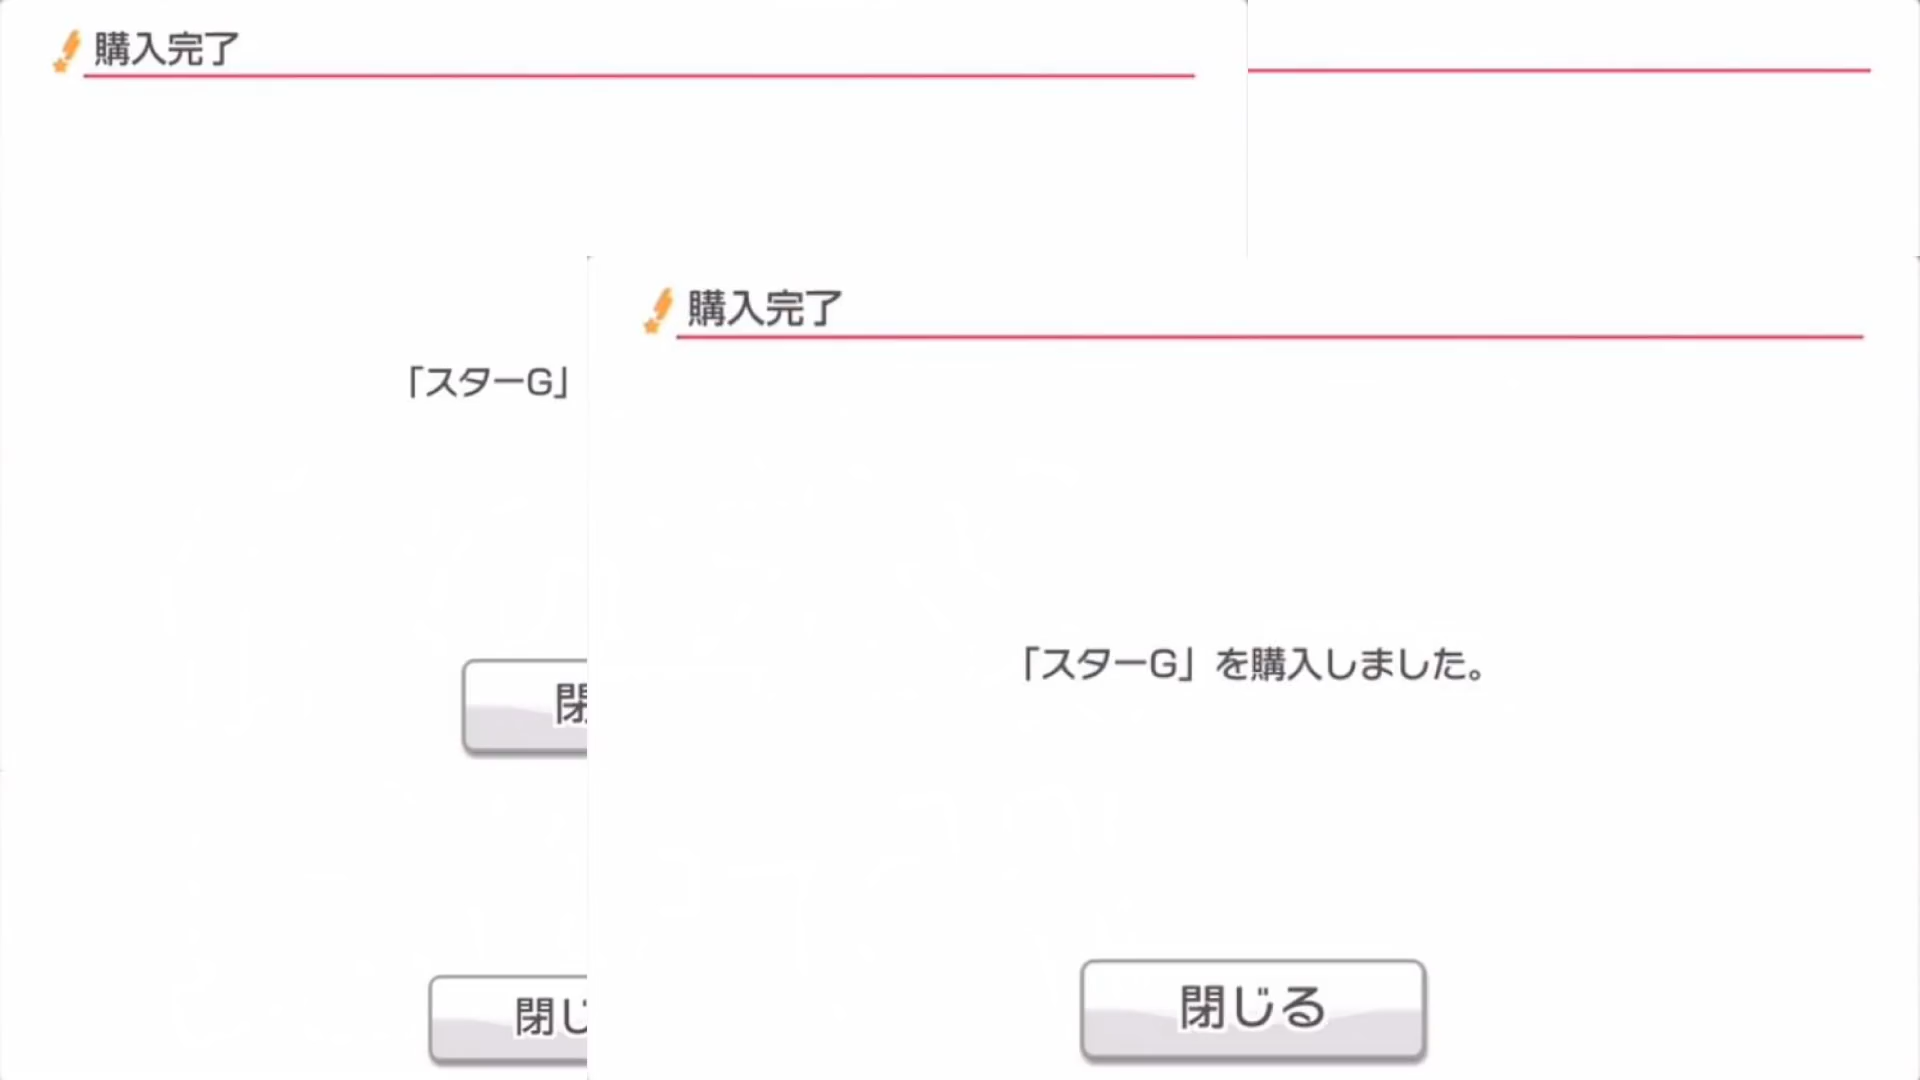 購入完了
「スターG」
閉
閉じ
購入完了
「スターG」を購入しました。
閉じる